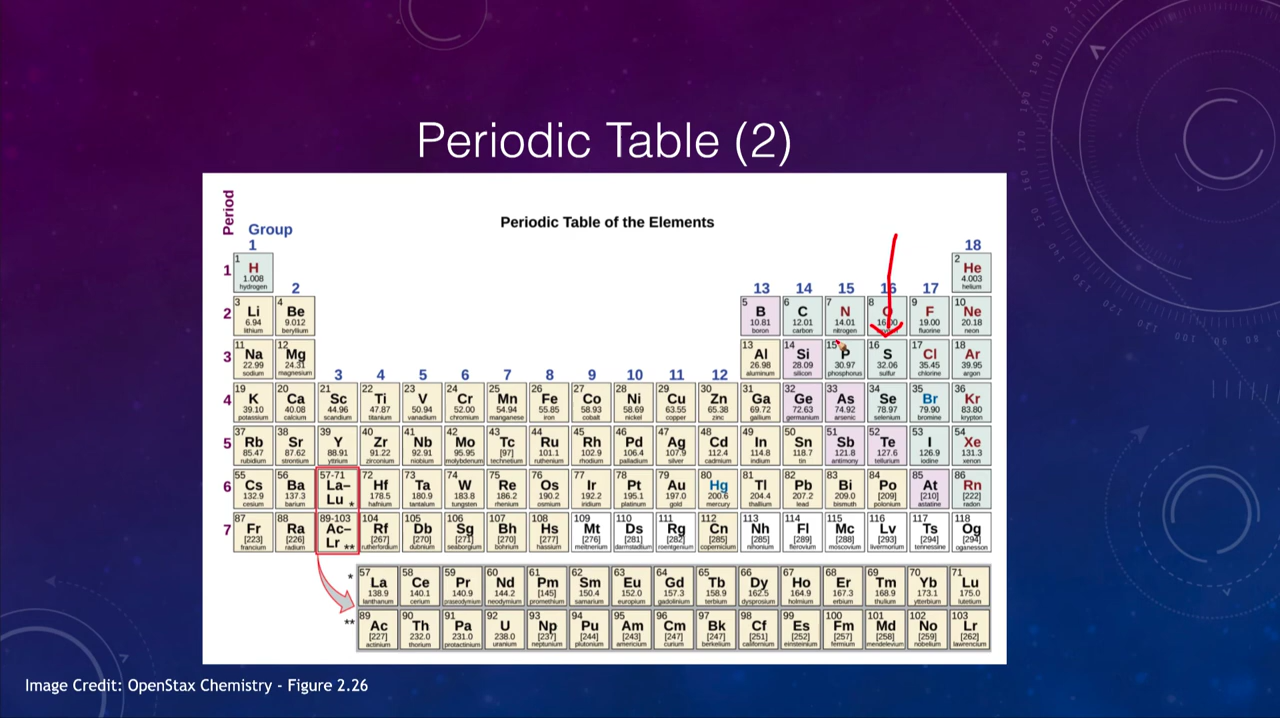 Periodic Table (2)
Period
Periodic Table of the Elements
Group
1 18
1 1 H 1.008 hydrogen 2 He 4.003 helium
2 13 14 15 16 17
2 3 Li 6.94 lithium 4 Be 9.012 beryllium 5 B 10.81 boron 6 C 12.01 carbon 7 N 14.01 nitrogen 8 O 16.00 9 F 19.00 fluorine 10 Ne 20.18 neon
3 11 Na 22.99 sodium 12 Mg 24.31 magnesium 13 Al 26.98 aluminum 14 Si 28.09 silicon 15 P 30.97 phosphorus 16 S 32.06 sulfur 17 Cl 35.45 chlorine 18 Ar 39.95 argon
3 4 5 6 7 8 9 10 11 12
4 19 K 39.10 potassium 20 Ca 40.08 calcium 21 Sc 44.96 scandium 22 Ti 47.87 titanium 23 V 50.94 vanadium 24 Cr 52.00 chromium 25 Mn 54.94 manganese 26 Fe 55.85 iron 27 Co 58.93 cobalt 28 Ni 58.69 nickel 29 Cu 63.55 copper 30 Zn 65.38 zinc 31 Ga 69.72 gallium 32 Ge 72.63 germanium 33 As 74.92 arsenic 34 Se 78.97 selenium 35 Br 79.90 bromine 36 Kr 83.80 krypton
5 37 Rb 85.47 rubidium 38 Sr 87.62 strontium 39 Y 88.91 yttrium 40 Zr 91.22 zirconium 41 Nb 92.91 niobium 42 Mo 95.95 molybdenum 43 Tc [97] technetium 44 Ru 101.1 ruthenium 45 Rh 102.9 rhodium 46 Pd 106.4 palladium 47 Ag 107.9 silver 48 Cd 112.4 cadmium 49 In 114.8 indium 50 Sn 118.7 tin 51 Sb 121.8 antimony 52 Te 127.6 tellurium 53 I 126.9 iodine 54 Xe 131.3 xenon
6 55 Cs 132.9 cesium 56 Ba 137.3 barium 57-71 La– Lu * 72 Hf 178.5 hafnium 73 Ta 180.9 tantalum 74 W 183.8 tungsten 75 Re 186.2 rhenium 76 Os 190.2 osmium 77 Ir 192.2 iridium 78 Pt 195.1 platinum 79 Au 197.0 gold 80 Hg 200.6 mercury 81 Tl 204.4 thallium 82 Pb 207.2 lead 83 Bi 209.0 bismuth 84 Po [209] polonium 85 At [210] astatine 86 Rn [222] radon
7 87 Fr [223] francium 88 Ra [226] radium 89-103 Ac– Lr ** 104 Rf [267] rutherfordium 105 Db [270] dubnium 106 Sg [271] seaborgium 107 Bh [270] bohrium 108 Hs [277] hassium 109 Mt [276] meitnerium 110 Ds [281] darmstadtium 111 Rg [282] roentgenium 112 Cn [285] copernicium 113 Nh [285] nihonium 114 Fl [289] flerovium 115 Mc [288] moscovium 116 Lv [293] livermorium 117 Ts [294] tennessine 118 Og [294] oganesson
* 57 La 138.9 lanthanum 58 Ce 140.1 cerium 59 Pr 140.9 praseodymium 60 Nd 144.2 neodymium 61 Pm [145] promethium 62 Sm 150.4 samarium 63 Eu 152.0 europium 64 Gd 157.3 gadolinium 65 Tb 158.9 terbium 66 Dy 162.5 dysprosium 67 Ho 164.9 holmium 68 Er 167.3 erbium 69 Tm 168.9 thulium 70 Yb 173.1 ytterbium 71 Lu 175.0 lutetium
** 89 Ac [227] actinium 90 Th 232.0 thorium 91 Pa 231.0 protactinium 92 U 238.0 uranium 93 Np [237] neptunium 94 Pu [244] plutonium 95 Am [243] americium 96 Cm [247] curium 97 Bk [247] berkelium 98 Cf [251] californium 99 Es [252] einsteinium 100 Fm [257] fermium 101 Md [258] mendelevium 102 No [259] nobelium 103 Lr [262] lawrencium
Image Credit: OpenStax Chemistry - Figure 2.26